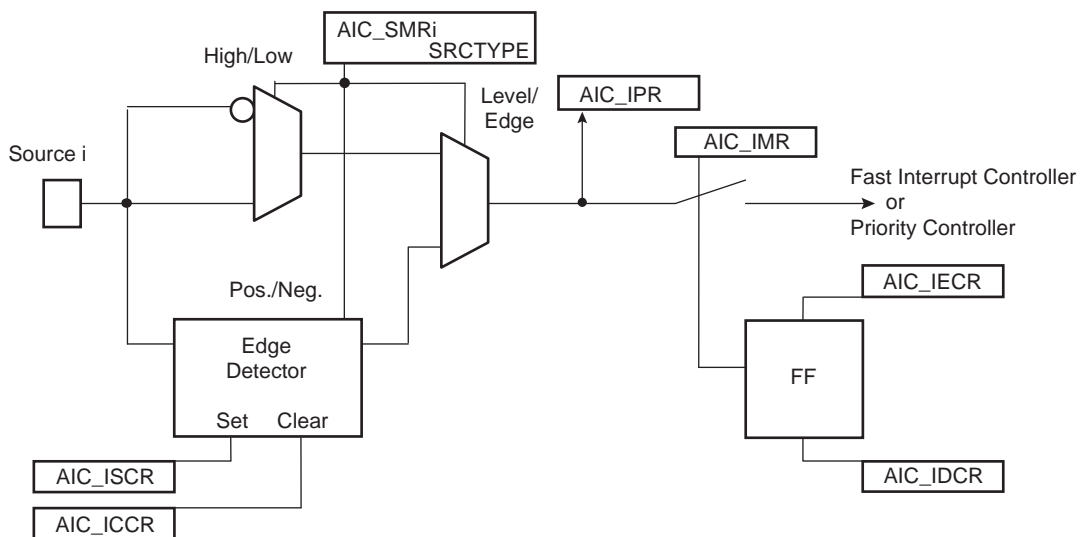 AIC_SMRi
SRCTYPE
High/Low
Level/
Edge
AIC_IPR
AIC_IMR
Source i
Fast Interrupt Controller
or
Priority Controller
Pos./Neg.
AIC_IECR
Edge
Detector
FF
Set Clear
AIC_ISCR
AIC_IDCR
AIC_ICCR